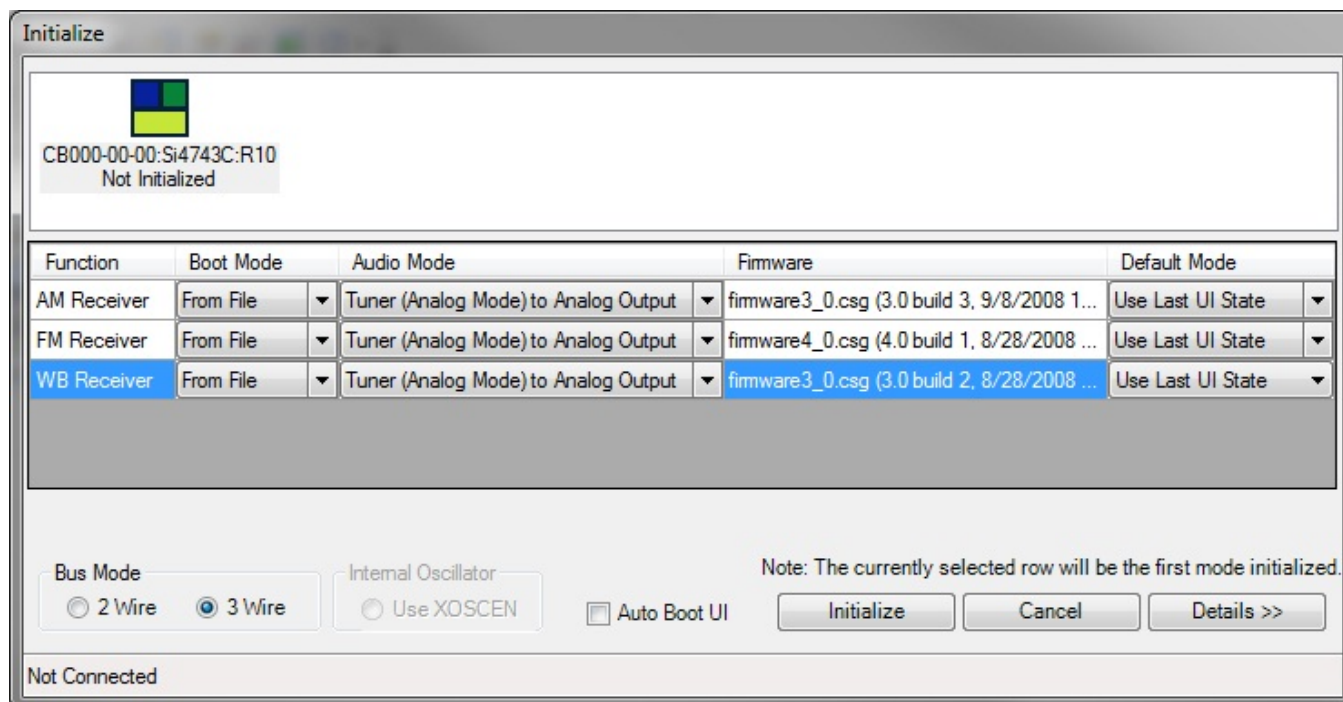 Initialize
CB000-00-00:Si4743C:R10
Not Initialized
Function Boot Mode Audio Mode Firmware Default Mode
AM Receiver From File Tuner (Analog Mode) to Analog Output firmware3_0.csg (3.0 build 3, 9/8/2008 1... Use Last UI State
FM Receiver From File Tuner (Analog Mode) to Analog Output firmware4_0.csg (4.0 build 1, 8/28/2008 ... Use Last UI State
WB Receiver From File Tuner (Analog Mode) to Analog Output firmware3_0.csg (3.0 build 2, 8/28/2008 ... Use Last UI State
Note: The currently selected row will be the first mode initialized.
Bus Mode Internal Oscillator
2 Wire 3 Wire Use XOSCEN Auto Boot UI Initialize Cancel Details >>
Not Connected